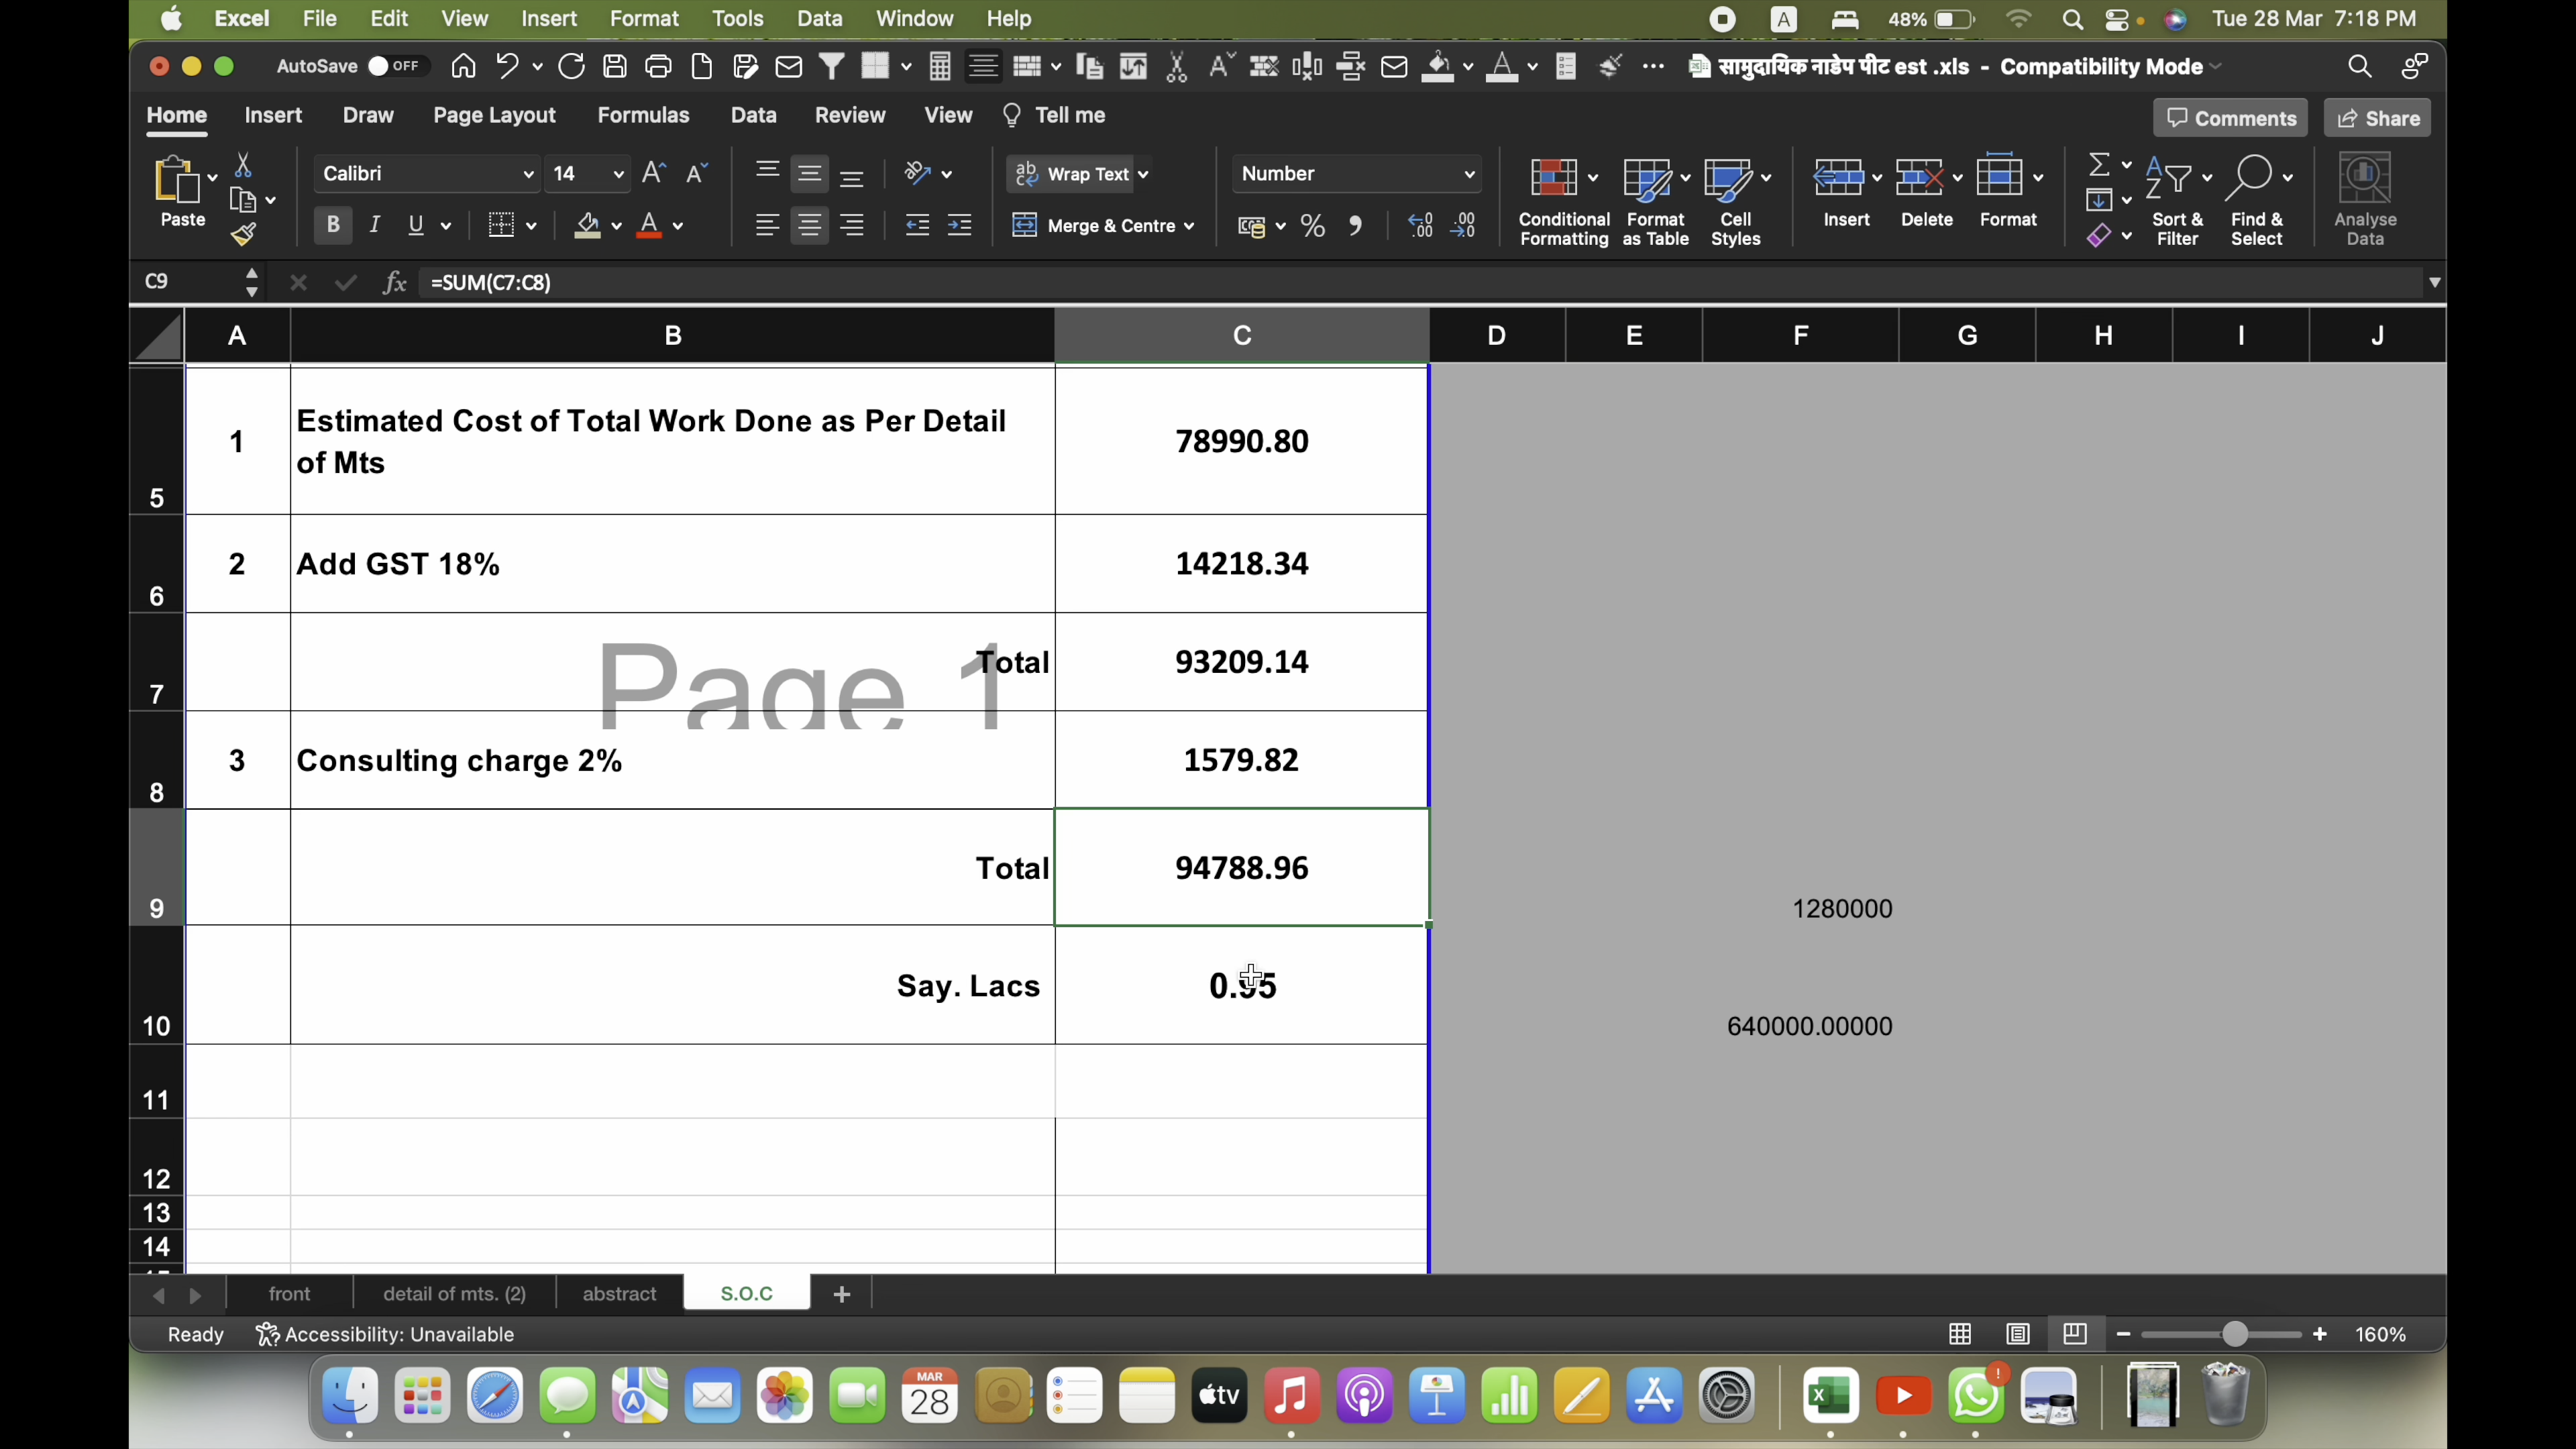 Excel File Edit View Insert Format Tools Data Window Help A 48% Tue 28 Mar 7:18 PM
AutoSave OFF सामुदायिक नाडेप पीट est .xls - Compatibility Mode
Home Insert Draw Page Layout Formulas Data Review View Tell me Comments Share
Paste Calibri 14 Wrap Text Number
B I U Merge & Centre % Conditional Formatting Format as Table Cell Styles Insert Delete Format Sort & Filter Find & Select Analyse Data
C9 fx =SUM(C7:C8)
A B C D E F G H I J
5 1 Estimated Cost of Total Work Done as Per Detail 78990.80
of Mts
6 2 Add GST 18% 14218.34
7 Total 93209.14
Page 1
8 3 Consulting charge 2% 1579.82
9 Total 94788.96 1280000
10 Say. Lacs 0.95 640000.00000
11
12
13
14
front detail of mts. (2) abstract S.O.C +
Ready Accessibility: Unavailable 160%
MAR
28
tv